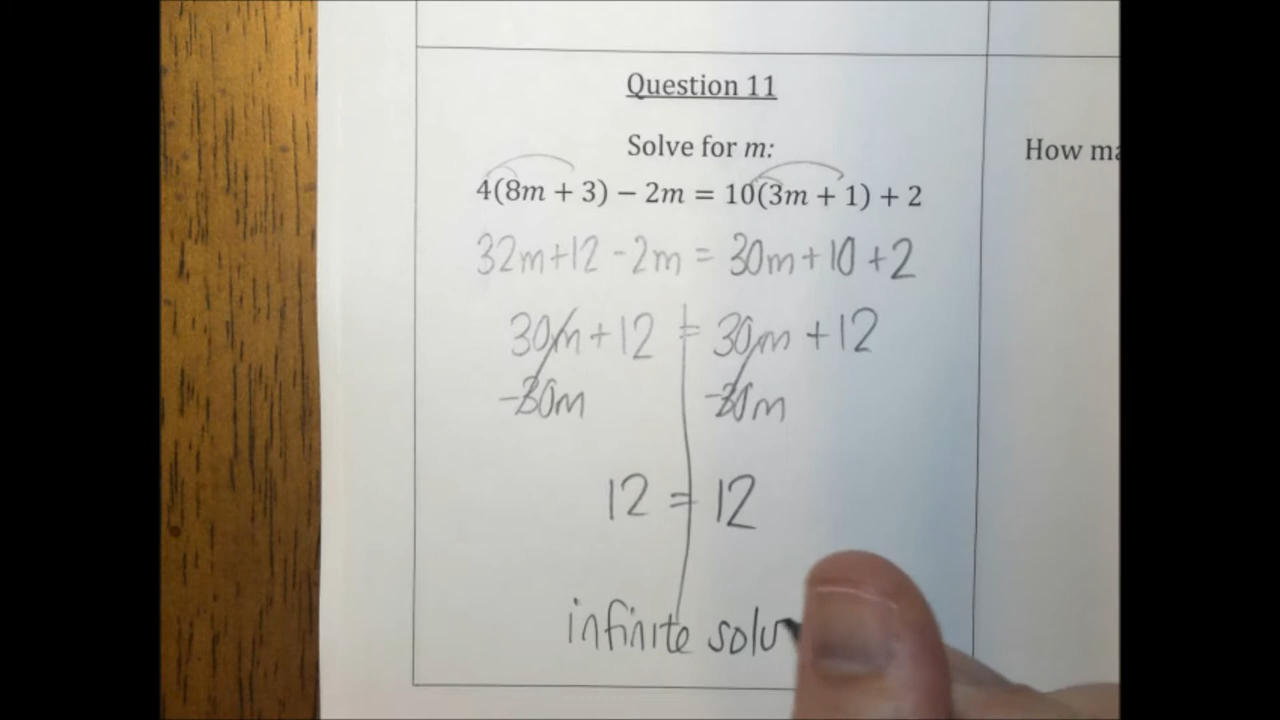 Question 11
Solve for m:
How ma
4(8m + 3) − 2m = 10(3m + 1) + 2
32m+12 -2m = 30m+10 +2
30m+12 = 30m +12
-30m -30m
12 = 12
infinite solu